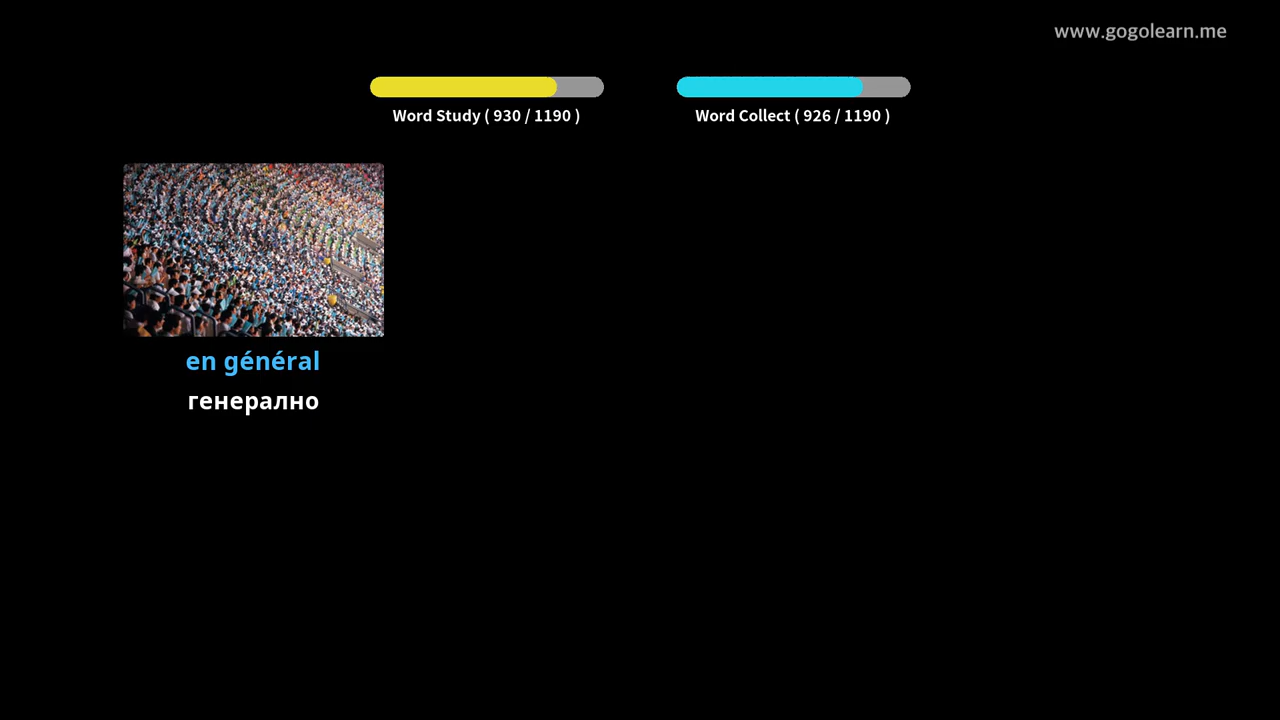 www.gogolearn.me
Word Study ( 930 / 1190 )
Word Collect ( 926 / 1190 )
en général
генерално